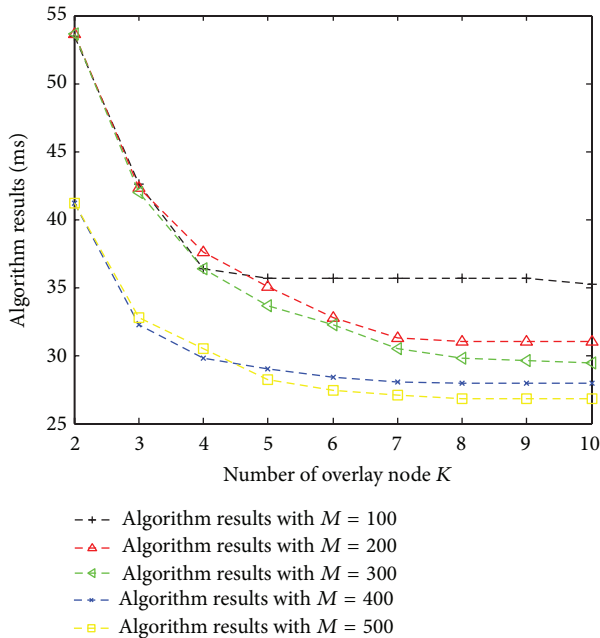 55
50
45
40
35
30
25
Algorithm results (ms)
2 3 4 5 6 7 8 9 10
Number of overlay node K
Algorithm results with M = 100
Algorithm results with M = 200
Algorithm results with M = 300
Algorithm results with M = 400
Algorithm results with M = 500